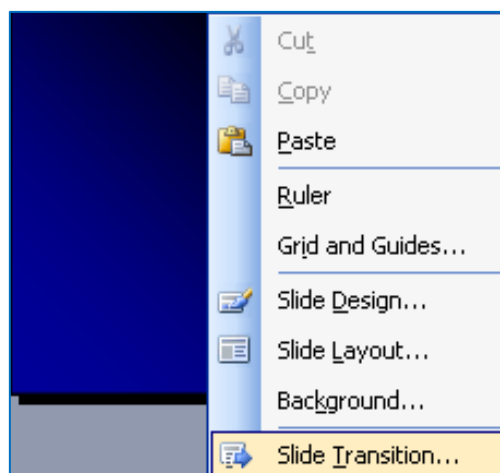 Cut
Copy
Paste
Ruler
Grid and Guides...
Slide Design...
Slide Layout...
Background...
Slide Transition...